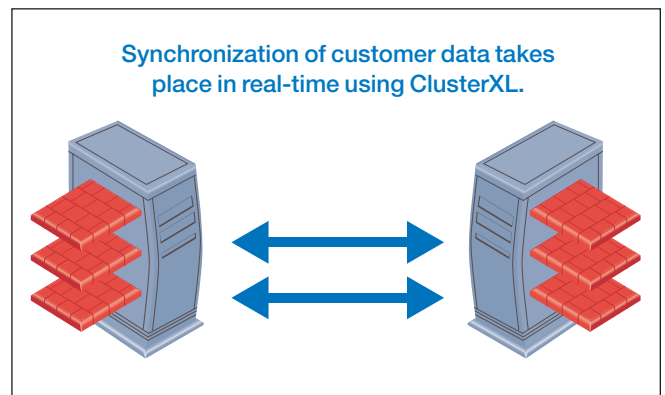 Synchronization of customer data takes
place in real-time using ClusterXL.